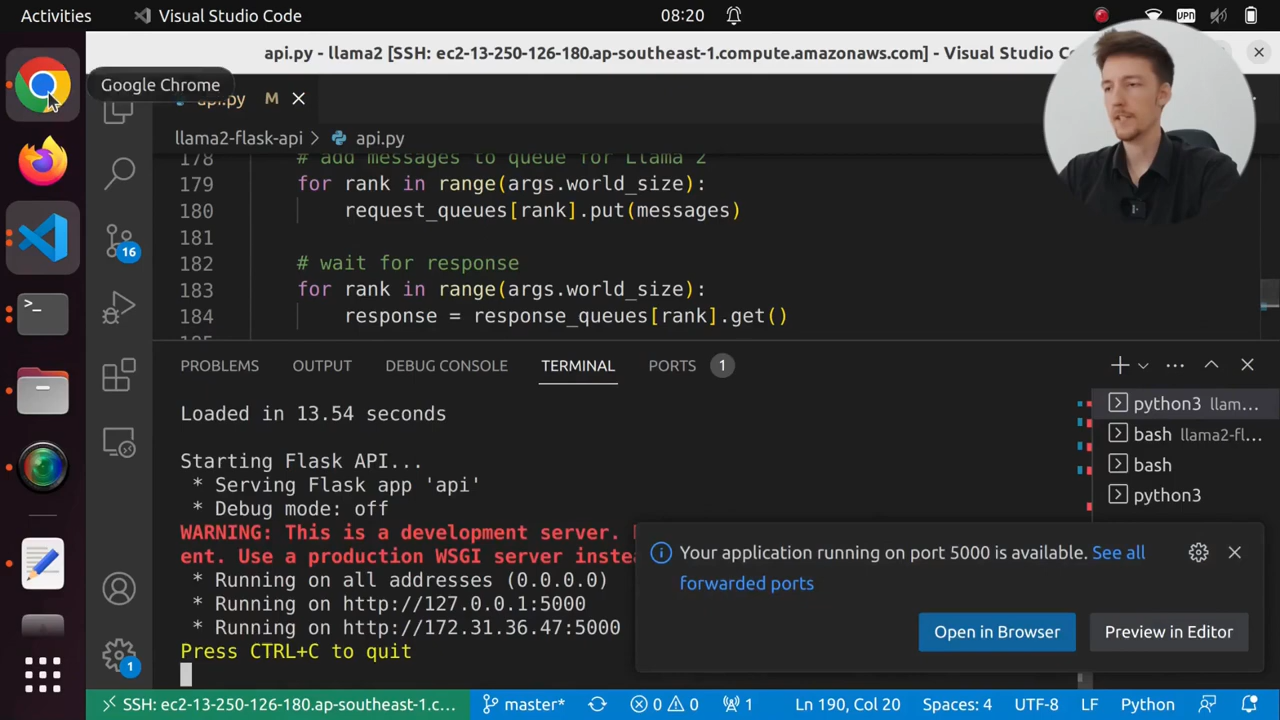 Activities
Visual Studio Code
08:20
VPN
api.py - llama2 [SSH: ec2-13-250-126-180.ap-southeast-1.compute.amazonaws.com] - Visual Studio Co
Google Chrome
api.py M
llama2-flask-api > api.py
178 # add messages to queue for Llama 2
179 for rank in range(args.world_size):
180 request_queues[rank].put(messages)
181
182 # wait for response
183 for rank in range(args.world_size):
184 response = response_queues[rank].get()
16
PROBLEMS OUTPUT DEBUG CONSOLE TERMINAL PORTS 1
Loaded in 13.54 seconds
Starting Flask API...
* Serving Flask app 'api'
* Debug mode: off
WARNING: This is a development server.
ent. Use a production WSGI server inste
* Running on all addresses (0.0.0.0)
* Running on http://127.0.0.1:5000
* Running on http://172.31.36.47:5000
Press CTRL+C to quit
python3 llam...
bash llama2-fl...
bash
python3
Your application running on port 5000 is available. See all
forwarded ports
Open in Browser
Preview in Editor
1
SSH: ec2-13-250-126-180.ap-southeast-1.c... master* 0 0 1 Ln 190, Col 20 Spaces: 4 UTF-8 LF Python